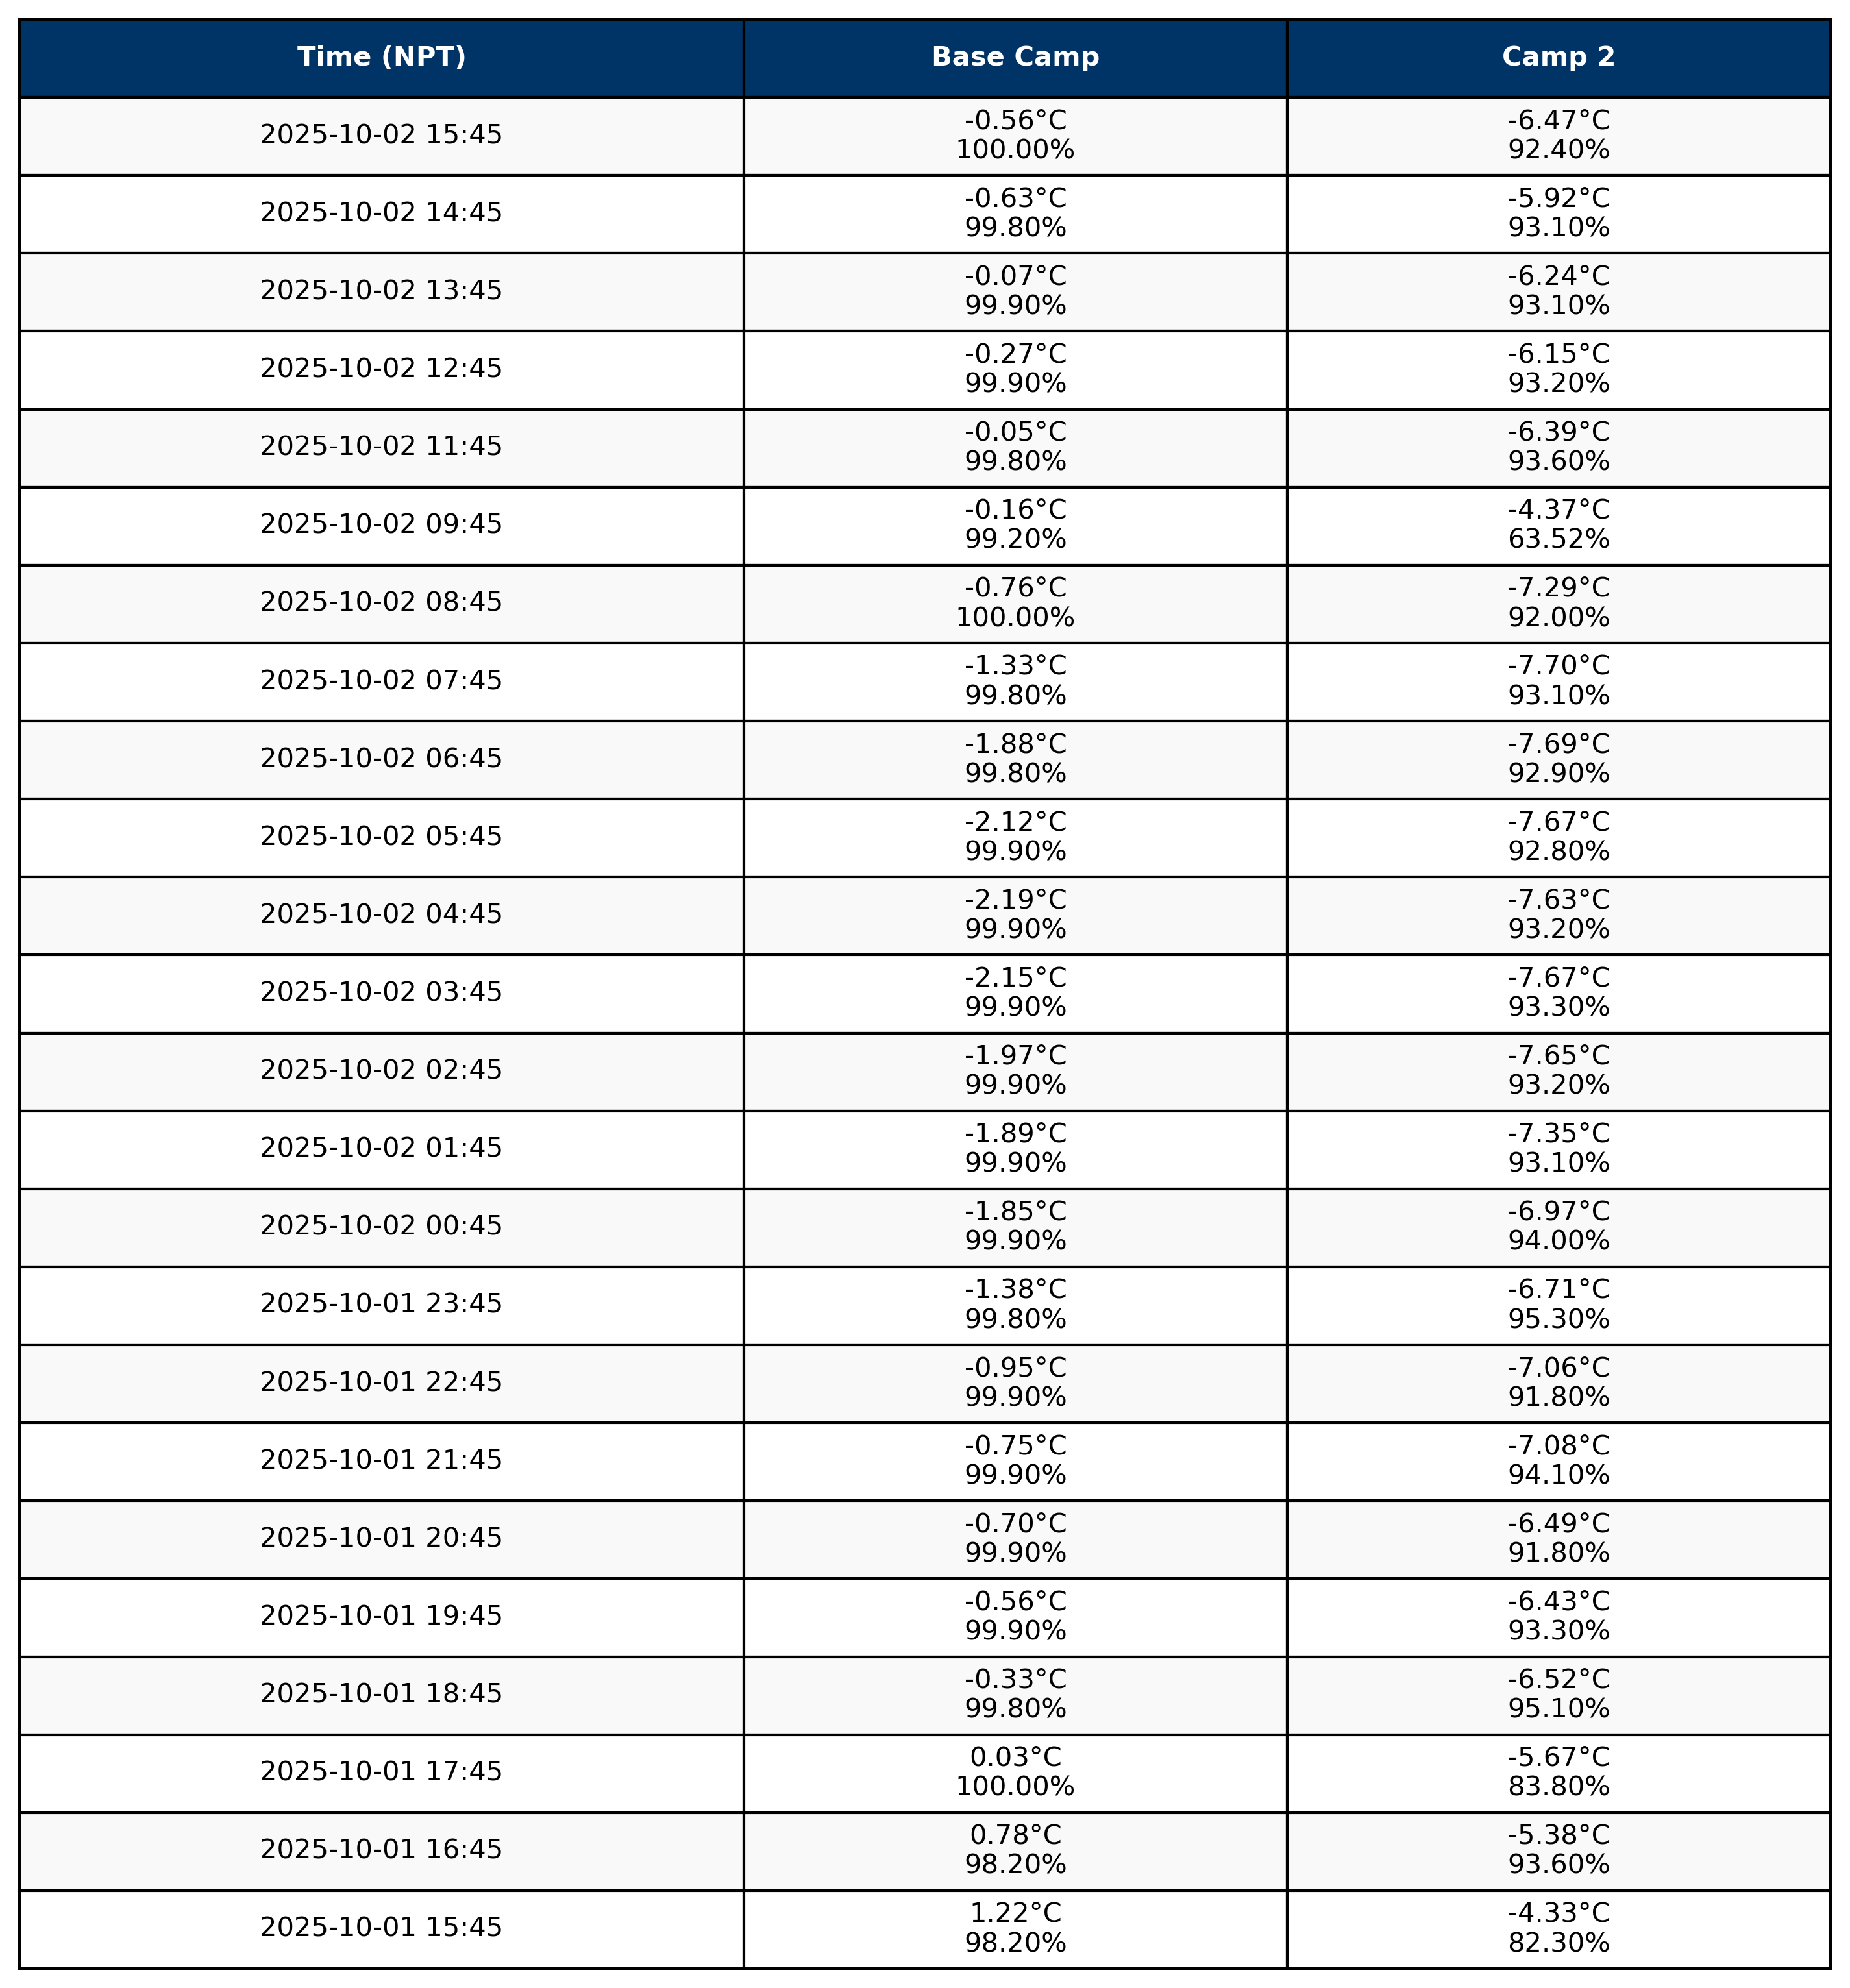 Time (NPT) Base Camp Camp 2
2025-10-02 15:45 -0.56°C -6.47°C
100.00% 92.40%
2025-10-02 14:45 -0.63°C -5.92°C
99.80% 93.10%
2025-10-02 13:45 -0.07°C -6.24°C
99.90% 93.10%
2025-10-02 12:45 -0.27°C -6.15°C
99.90% 93.20%
2025-10-02 11:45 -0.05°C -6.39°C
99.80% 93.60%
2025-10-02 09:45 -0.16°C -4.37°C
99.20% 63.52%
2025-10-02 08:45 -0.76°C -7.29°C
100.00% 92.00%
2025-10-02 07:45 -1.33°C -7.70°C
99.80% 93.10%
2025-10-02 06:45 -1.88°C -7.69°C
99.80% 92.90%
2025-10-02 05:45 -2.12°C -7.67°C
99.90% 92.80%
2025-10-02 04:45 -2.19°C -7.63°C
99.90% 93.20%
2025-10-02 03:45 -2.15°C -7.67°C
99.90% 93.30%
2025-10-02 02:45 -1.97°C -7.65°C
99.90% 93.20%
2025-10-02 01:45 -1.89°C -7.35°C
99.90% 93.10%
2025-10-02 00:45 -1.85°C -6.97°C
99.90% 94.00%
2025-10-01 23:45 -1.38°C -6.71°C
99.80% 95.30%
2025-10-01 22:45 -0.95°C -7.06°C
99.90% 91.80%
2025-10-01 21:45 -0.75°C -7.08°C
99.90% 94.10%
2025-10-01 20:45 -0.70°C -6.49°C
99.90% 91.80%
2025-10-01 19:45 -0.56°C -6.43°C
99.90% 93.30%
2025-10-01 18:45 -0.33°C -6.52°C
99.80% 95.10%
2025-10-01 17:45 0.03°C -5.67°C
100.00% 83.80%
2025-10-01 16:45 0.78°C -5.38°C
98.20% 93.60%
2025-10-01 15:45 1.22°C -4.33°C
98.20% 82.30%